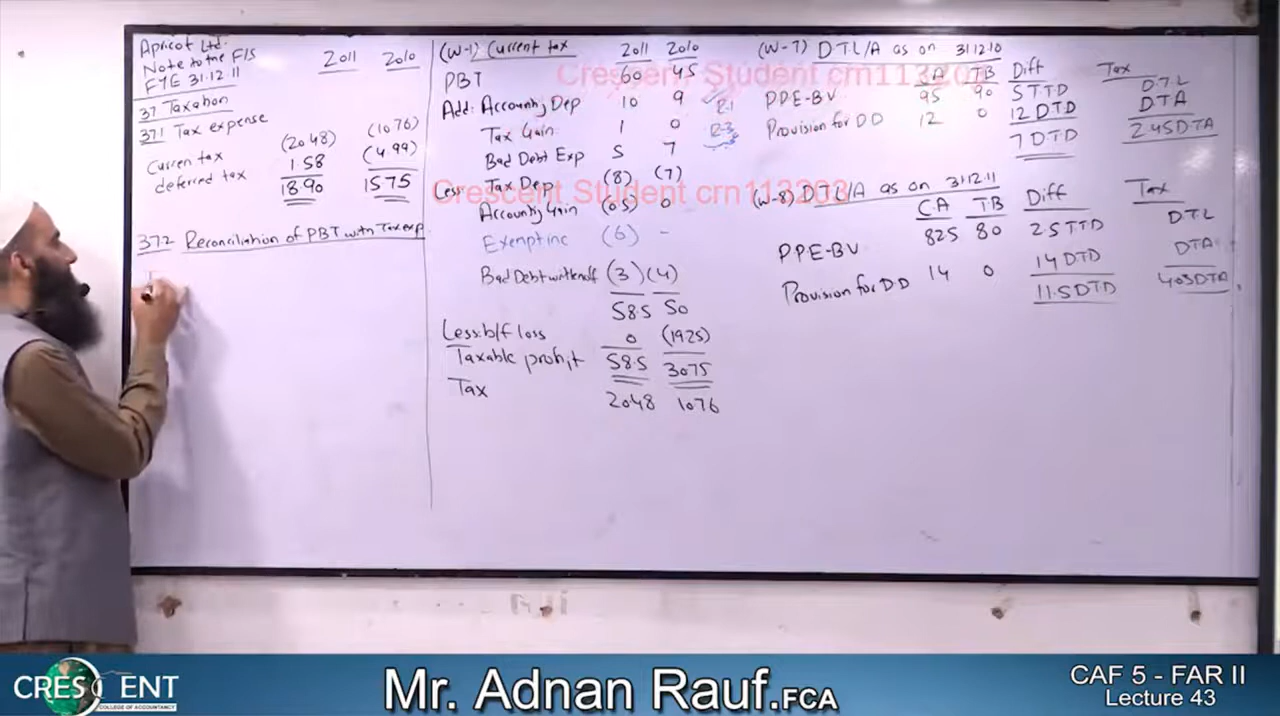 Apricot Ltd.
Note to the F/S
FYE 31.12.11
2011 2010
37 Taxation
37.1 Tax expense
Current tax (20.48) (10.76)
deferred tax 1.58 (4.99)
18.90 15.75
37.2 Reconciliation of PBT with Tax exp
(W-1) Current tax 2011 2010
PBT 60 45
Add: Accounting Dep 10 9
Tax Gain 1 0
Bad Debt Exp 5 7
Less: Tax Dep (8) (7)
Accounting Gain (0.5) 0
Exempt inc (6) -
Bad Debt written off (3) (4)
58.5 50
Less: b/f loss 0 (19.25)
Taxable profit 58.5 30.75
Tax 20.48 10.76
(W-7) D.T.L/A as on 31.12.10
C.A T.B Diff Tax
PPE-BV 95 90 5 TTD D.T.L
Provision for DD 12 0 12 DTD DTA
7 DTD 2.45 DTA
(W-8) D.T.L/A as on 31.12.11
C.A T.B Diff Tax
PPE-BV 82.5 80 2.5 TTD D.T.L
Provision for DD 14 0 14 DTD DTA
11.5 DTD 4.03 DTA
Crescent Student crn113203
Crescent Student crn113203
CRESCENT
COLLEGE OF ACCOUNTANCY
Mr. Adnan Rauf.FCA
CAF 5 - FAR II
Lecture 43